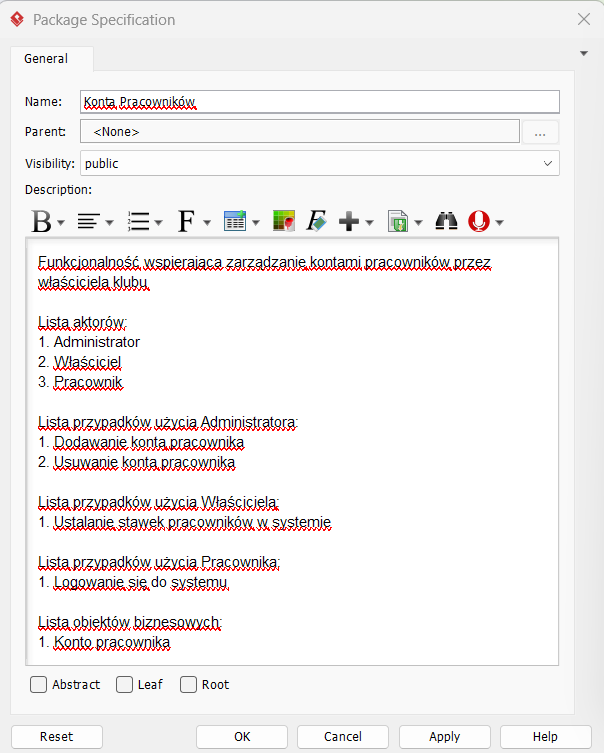 Package Specification
General
Name:
Konta Pracowników
Parent:
<None>
...
Visibility:
public
Description:
B
F
F
Funkcjonalność wspierająca zarządzanie kontami pracowników przez
właściciela klubu
Lista aktorów:
1. Administrator
2. Właściciel
3. Pracownik
Lista przypadków użycia Administratora:
1. Dodawanie konta pracownika
2. Usuwanie konta pracownika
Lista przypadków użycia Właściciela:
1. Ustalanie stawek pracowników w systemie
Lista przypadków użycia Pracownika:
1. Logowanie się do systemu
Lista objektów biznesowych:
1. Konto pracownika
Abstract Leaf Root
Reset OK Cancel Apply Help